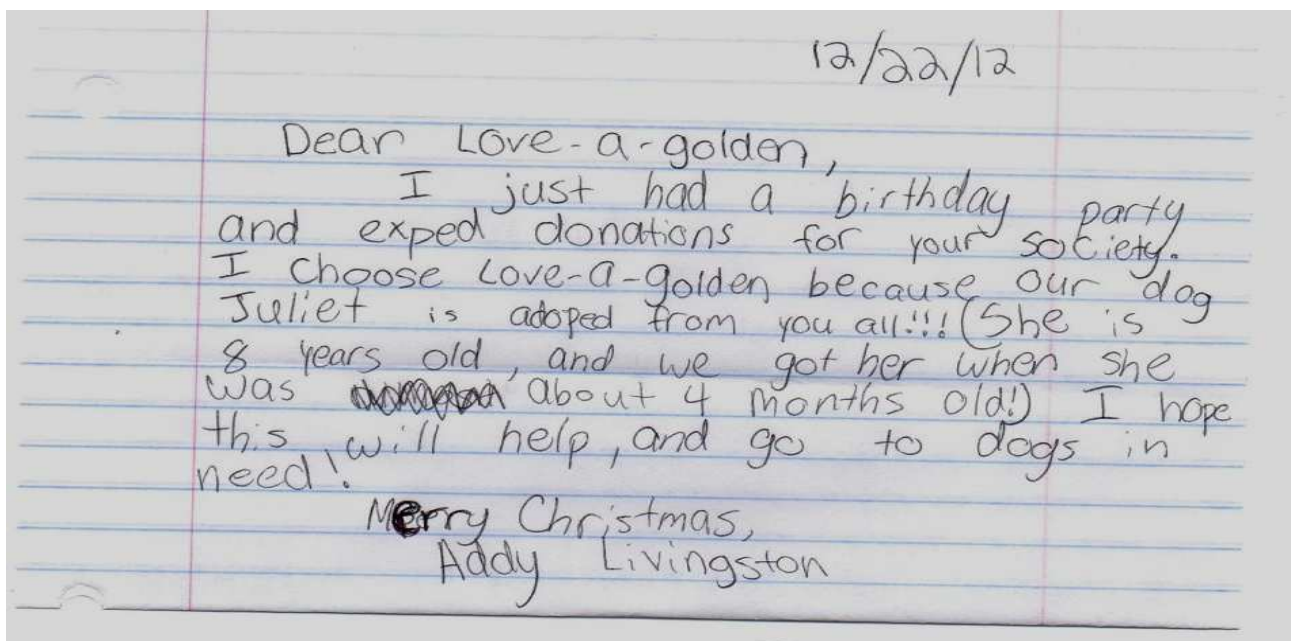 12/22/12
Dear Love-a-golden,
I just had a birthday party
and exped donations for your society.
I choose Love-a-golden because our dog
Juliet is adoped from you all!!! (She is
8 years old, and we got her when she
was about 4 months old!) I hope
this will help, and go to dogs in
need!
Merry Christmas,
Addy Livingston